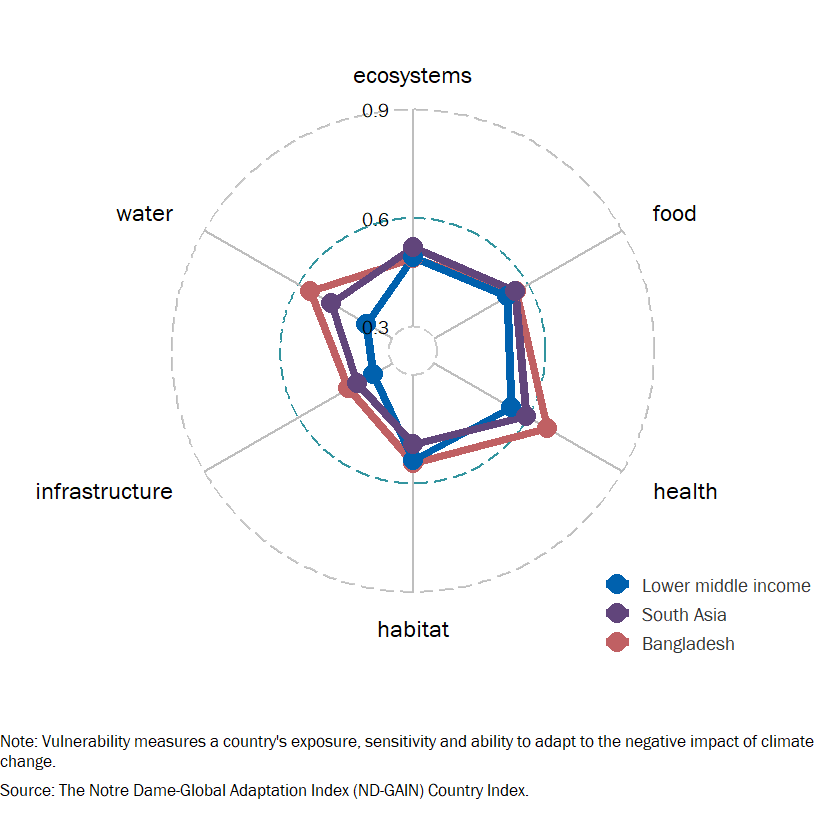 ecosystems
0.9
water
food
0.6
0.3
infrastructure
health
habitat
Lower middle income
South Asia
Bangladesh
Note: Vulnerability measures a country's exposure, sensitivity and ability to adapt to the negative impact of climate
change.
Source: The Notre Dame-Global Adaptation Index (ND-GAIN) Country Index.